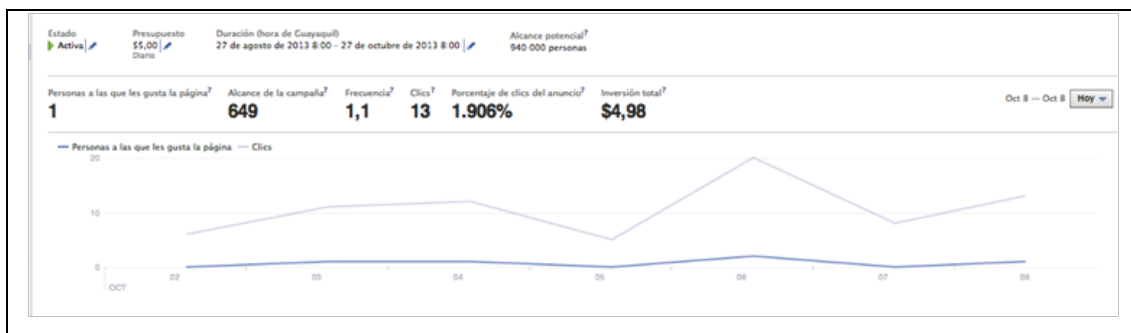 Estado Presupuesto Duración (hora de Guayaquil) Alcance potencial?
Activa $5,00 27 de agosto de 2013 8:00 - 27 de octubre de 2013 8:00 940 000 personas
Diario
Personas a las que les gusta la página? Alcance de la campaña? Frecuencia? Clics? Porcentaje de clics del anuncio? Inversión total?
1 649 1,1 13 1.906% $4,98 Oct 8 — Oct 8 Hoy
Personas a las que les gusta la página Clics
20
10
0
02 03 04 05 06 07 08
OCT